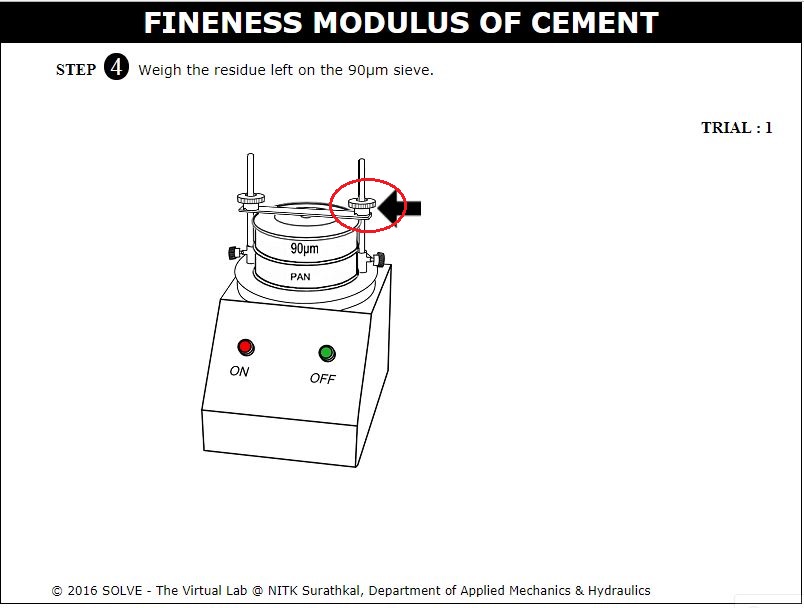 FINENESS MODULUS OF CEMENT
STEP 4 Weigh the residue left on the 90µm sieve.
TRIAL : 1
90µm
PAN
ON
OFF
© 2016 SOLVE - The Virtual Lab @ NITK Surathkal, Department of Applied Mechanics & Hydraulics